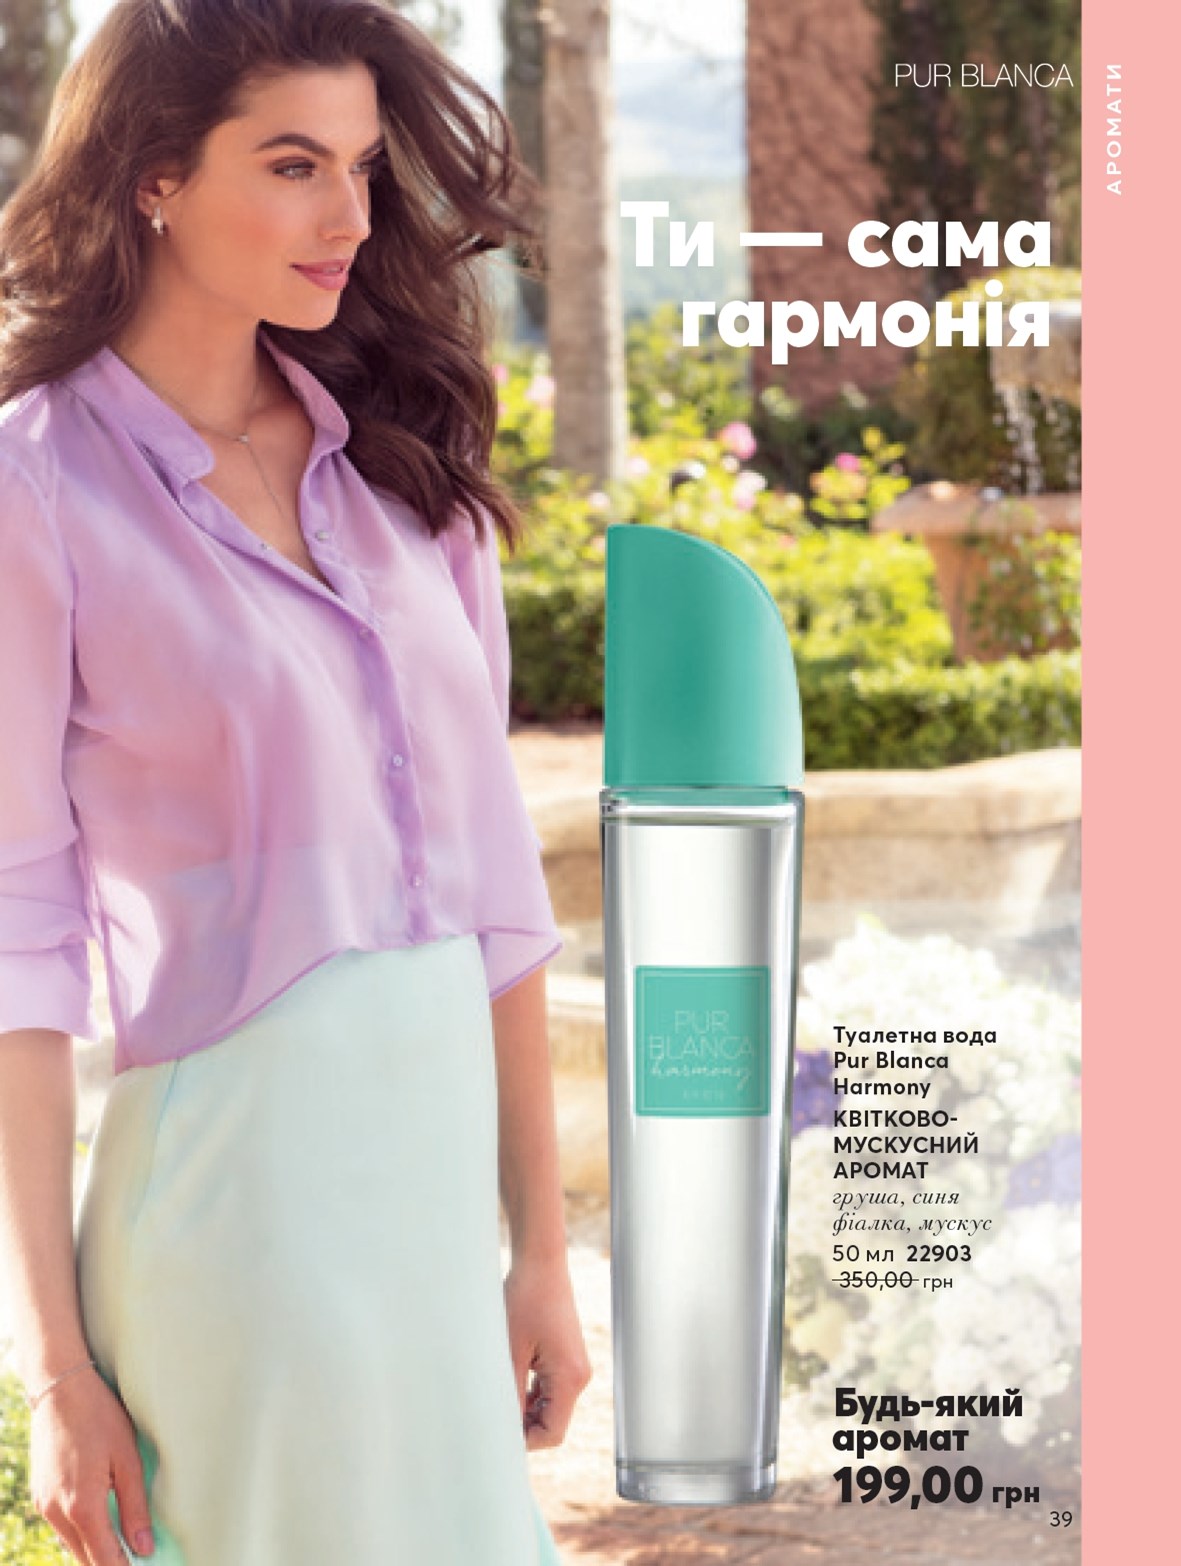 PUR BLANCA
АРОМАТИ
Ти — сама
гармонія
PUR
BLANCA
harmony
Туалетна вода
Pur Blanca
Harmony
КВІТКОВО-
МУСКУСНИЙ
АРОМАТ
груша, синя
фіалка, мускус
50 мл 22903
350,00 грн
Будь-який
аромат
199,00 грн
39